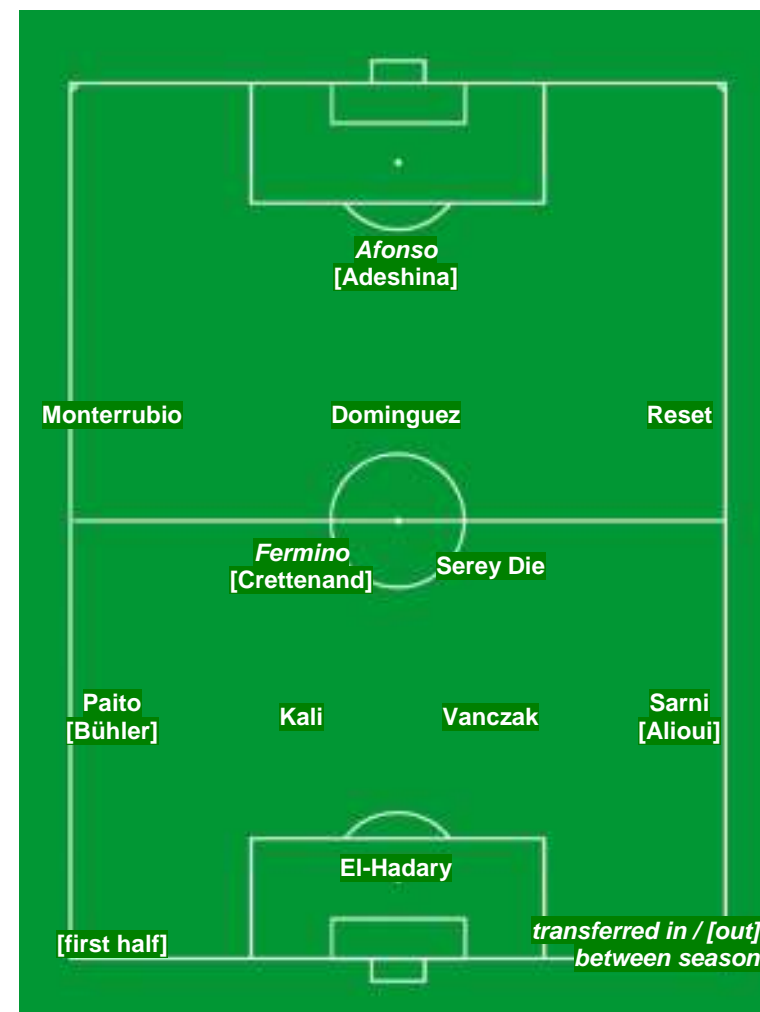 Afonso
[Adeshina]
Monterrubio Dominguez Reset
Fermino
[Crettenand]
Serey Die
Paito
[Bühler]
Kali
Vanczak
Sarni
[Alioui]
El-Hadary
[first half]
transferred in / [out]
between season